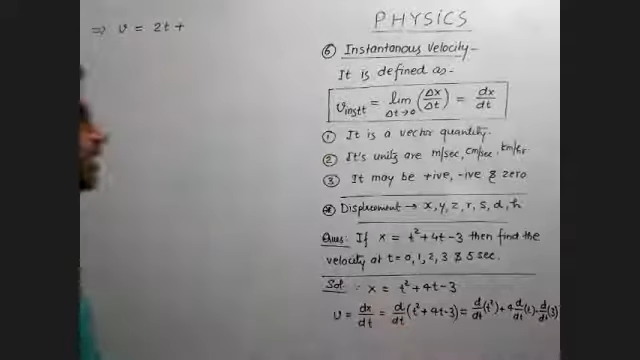 ⇒ v = 2t +
PHYSICS
⑥ Instantanous Velocity-
It is defined as-
v_instt = lim_{Δt→0} (Δx/Δt) = dx/dt
① It is a vector quantity.
② It's units are m/sec, cm/sec, km/hr
③ It may be +ive, -ive & zero
⊛ Displacement → x, y, z, r, s, d, h
Ques: If x = t² + 4t - 3 then find the
velocity at t = 0, 1, 2, 3 & 5 sec.
Sol: x = t² + 4t - 3
v = dx/dt = d/dt (t² + 4t - 3) = d/dt (t²) + 4 d/dt (t) - d/dt (3)